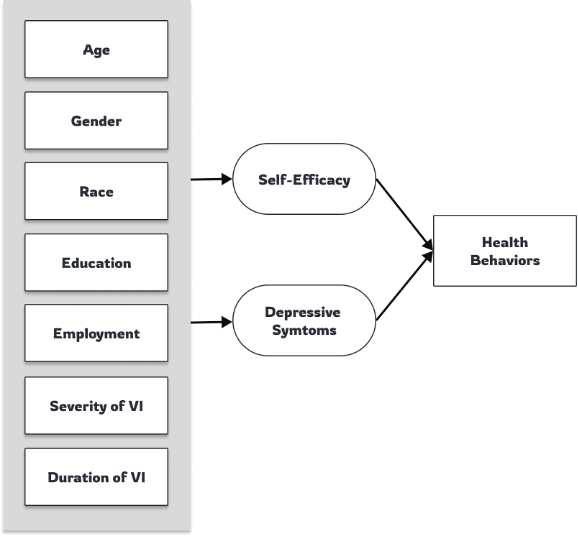 Age
Gender
Race
Education
Employment
Severity of VI
Duration of VI
Self-Efficacy
Depressive
Symtoms
Health
Behaviors